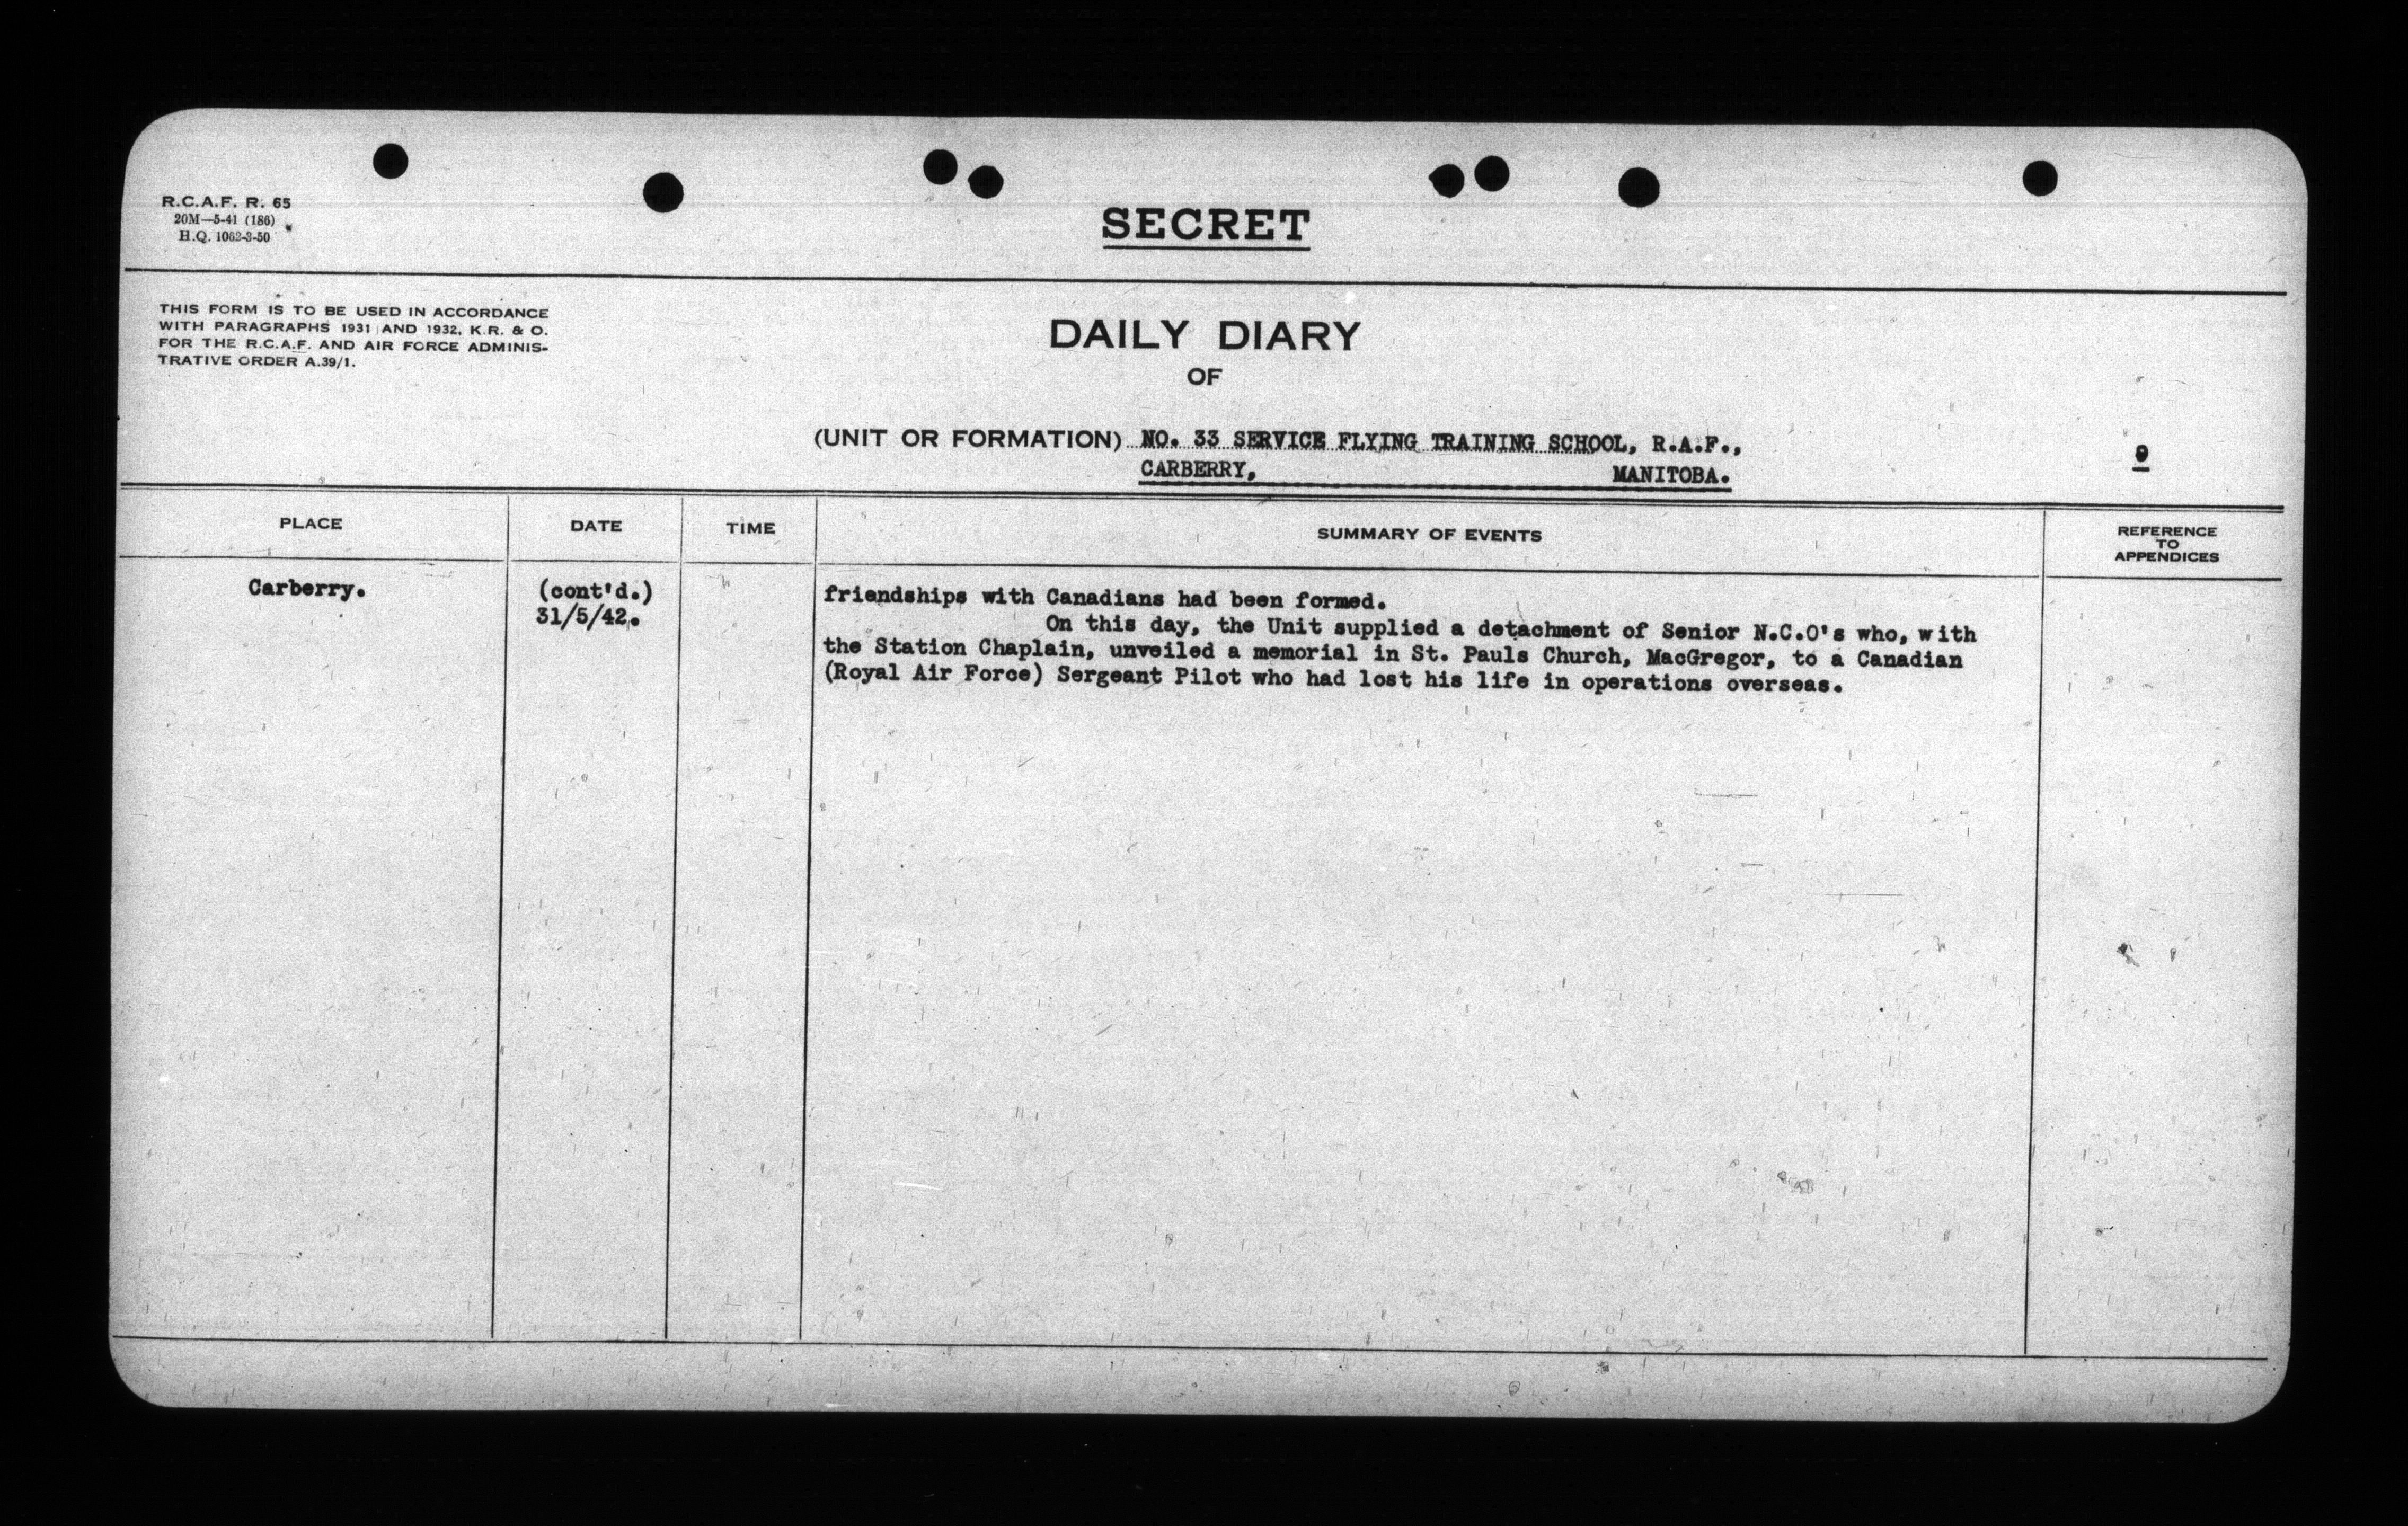 R.C.A.F. R. 65
20M—5-41 (186)
H.Q. 1062-3-50
SECRET
THIS FORM IS TO BE USED IN ACCORDANCE
WITH PARAGRAPHS 1931 AND 1932, K.R. & O.
FOR THE R.C.A.F. AND AIR FORCE ADMINIS-
TRATIVE ORDER A.39/1.
DAILY DIARY
OF
(UNIT OR FORMATION) NO. 33 SERVICE FLYING TRAINING SCHOOL, R.A.F.,
CARBERRY, MANITOBA.
9
PLACE DATE TIME SUMMARY OF EVENTS REFERENCE
TO
APPENDICES
Carberry. (cont'd.) friendships with Canadians had been formed.
31/5/42. On this day, the Unit supplied a detachment of Senior N.C.O's who, with
the Station Chaplain, unveiled a memorial in St. Pauls Church, MacGregor, to a Canadian
(Royal Air Force) Sergeant Pilot who had lost his life in operations overseas.